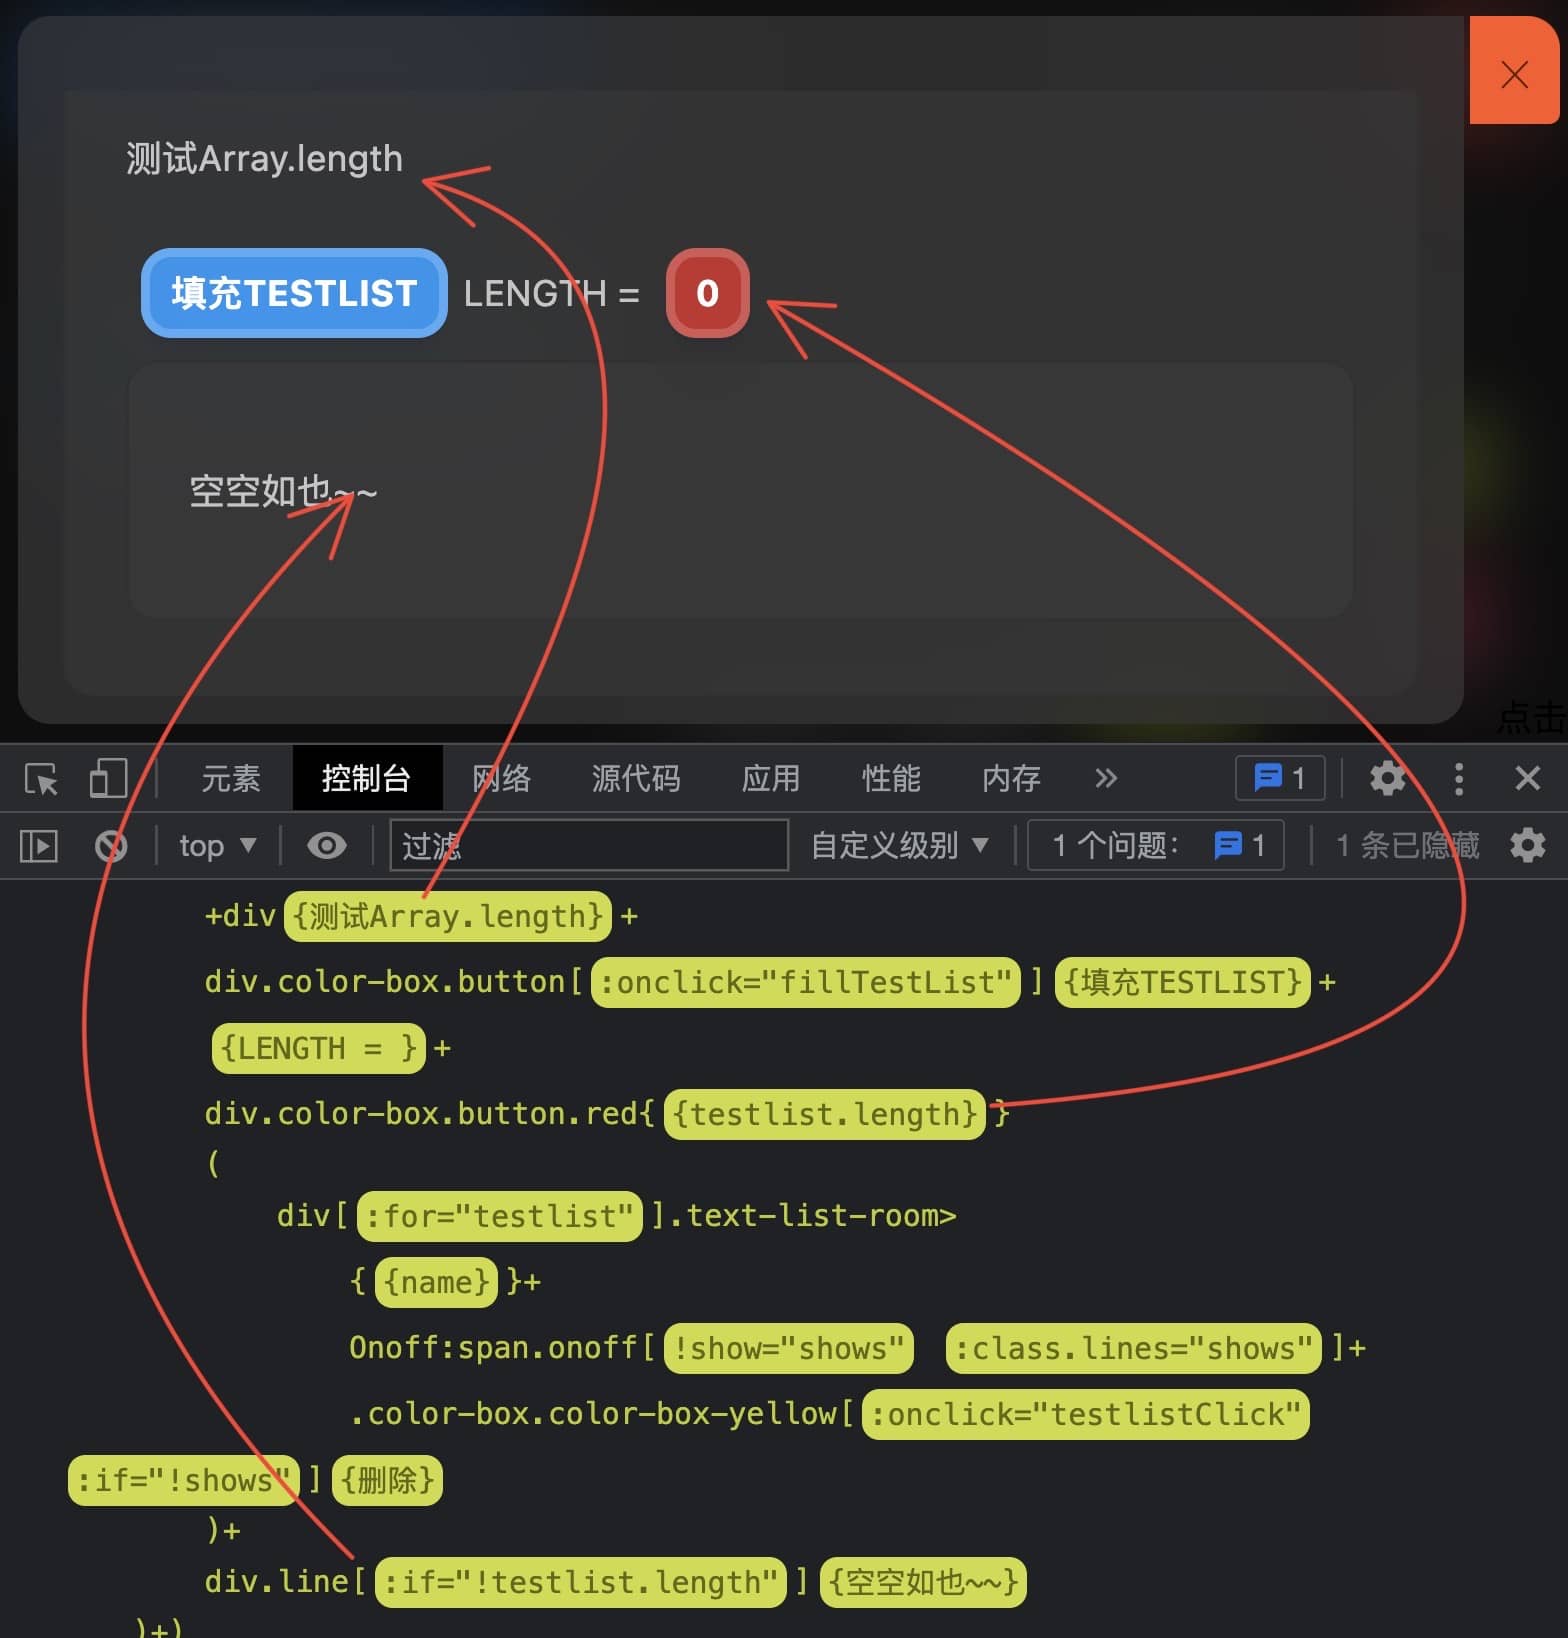 测试Array.length
填充TESTLIST LENGTH = 0
空空如也~~
点击
元素 控制台 网络 源代码 应用 性能 内存 » 1
top ▼ 过滤 自定义级别 ▼ 1 个问题: 1 1 条已隐藏
+div {测试Array.length} +
div.color-box.button[ :onclick="fillTestList" ] {填充TESTLIST} +
{LENGTH = } +
div.color-box.button.red{ {testlist.length} }
(
div[ :for="testlist" ].text-list-room>
{ {name} }+
Onoff:span.onoff[ !show="shows" :class.lines="shows" ]+
.color-box.color-box-yellow[ :onclick="testlistClick"
:if="!shows" ] {删除}
)+
div.line[ :if="!testlist.length" ] {空空如也~~}
)+)